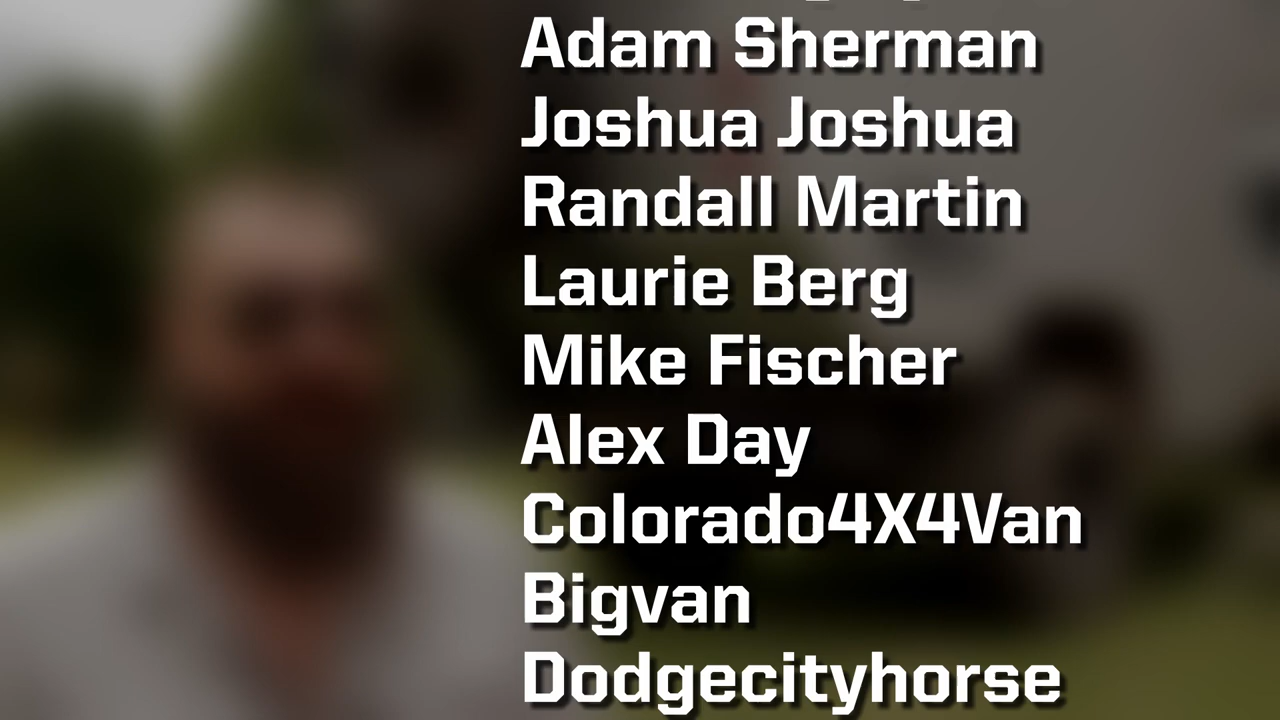 Adam Sherman
Joshua Joshua
Randall Martin
Laurie Berg
Mike Fischer
Alex Day
Colorado4X4Van
Bigvan
Dodgecityhorse